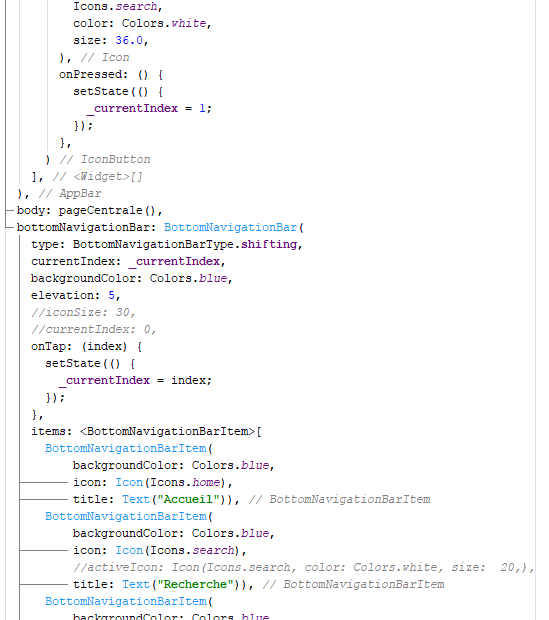 Icons.search,
color: Colors.white,
size: 36.0,
), // Icon
onPressed: () {
setState(() {
_currentIndex = 1;
});
},
) // IconButton
], // <Widget>[]
), // AppBar
body: pageCentrale(),
bottomNavigationBar: BottomNavigationBar(
type: BottomNavigationBarType.shifting,
currentIndex: _currentIndex,
backgroundColor: Colors.blue,
elevation: 5,
//iconSize: 30,
//currentIndex: 0,
onTap: (index) {
setState(() {
_currentIndex = index;
});
},
items: <BottomNavigationBarItem>[
BottomNavigationBarItem(
backgroundColor: Colors.blue,
icon: Icon(Icons.home),
title: Text("Accueil")), // BottomNavigationBarItem
BottomNavigationBarItem(
backgroundColor: Colors.blue,
icon: Icon(Icons.search),
//activeIcon: Icon(Icons.search, color: Colors.white, size:  20,),
title: Text("Recherche")), // BottomNavigationBarItem
BottomNavigationBarItem(
backgroundColor: Colors.blue